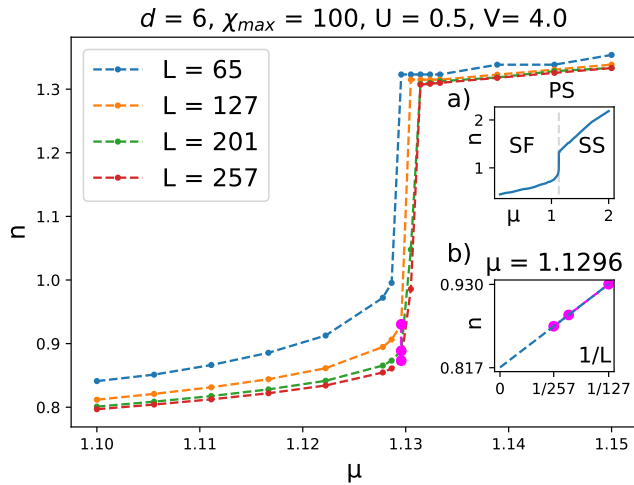 d = 6, χmax = 100, U = 0.5, V= 4.0
L = 65
L = 127
L = 201
L = 257
n
1.3
1.2
1.1
1.0
0.9
0.8
1.10
1.11
1.12
1.13
1.14
1.15
μ
a)
PS
n
2
1
SF
SS
μ
1
2
b)
μ = 1.1296
n
0.930
0.817
1/L
0
1/257
1/127